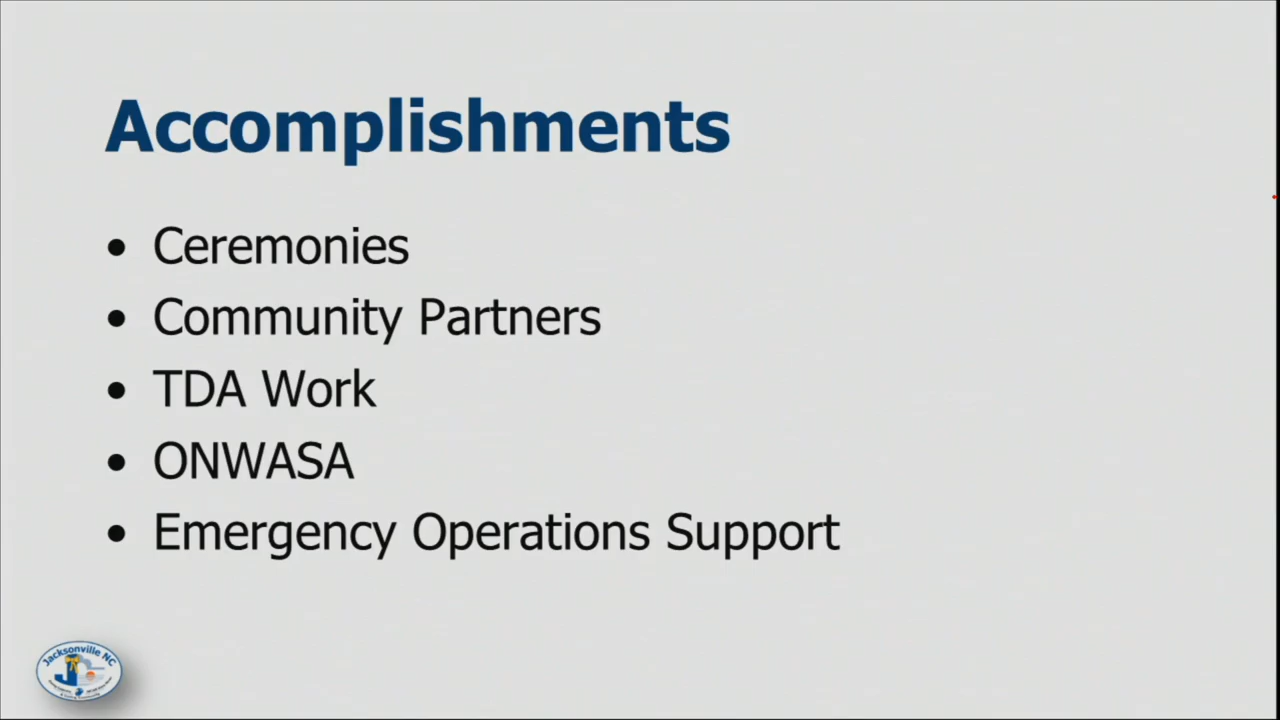 Accomplishments
• Ceremonies
• Community Partners
• TDA Work
• ONWASA
• Emergency Operations Support
Jacksonville NC